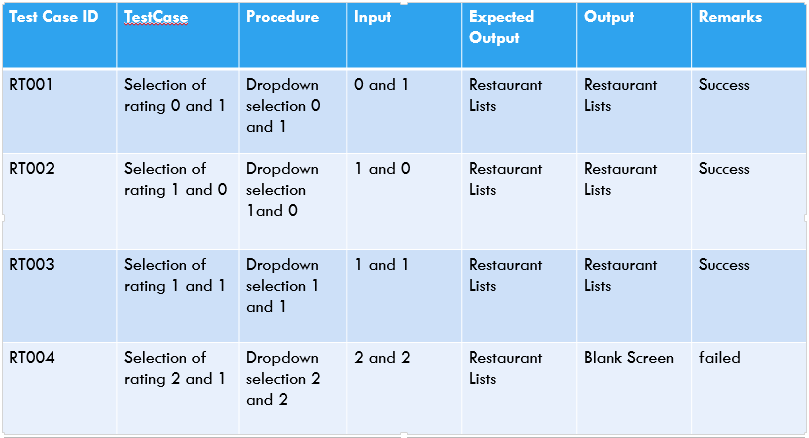 Test Case ID TestCase Procedure Input Expected Output Output Remarks
RT001 Selection of rating 0 and 1 Dropdown selection 0 and 1 0 and 1 Restaurant Lists Restaurant Lists Success
RT002 Selection of rating 1 and 0 Dropdown selection 1and 0 1 and 0 Restaurant Lists Restaurant Lists Success
RT003 Selection of rating 1 and 1 Dropdown selection 1 and 1 1 and 1 Restaurant Lists Restaurant Lists Success
RT004 Selection of rating 2 and 1 Dropdown selection 2 and 2 2 and 2 Restaurant Lists Blank Screen failed